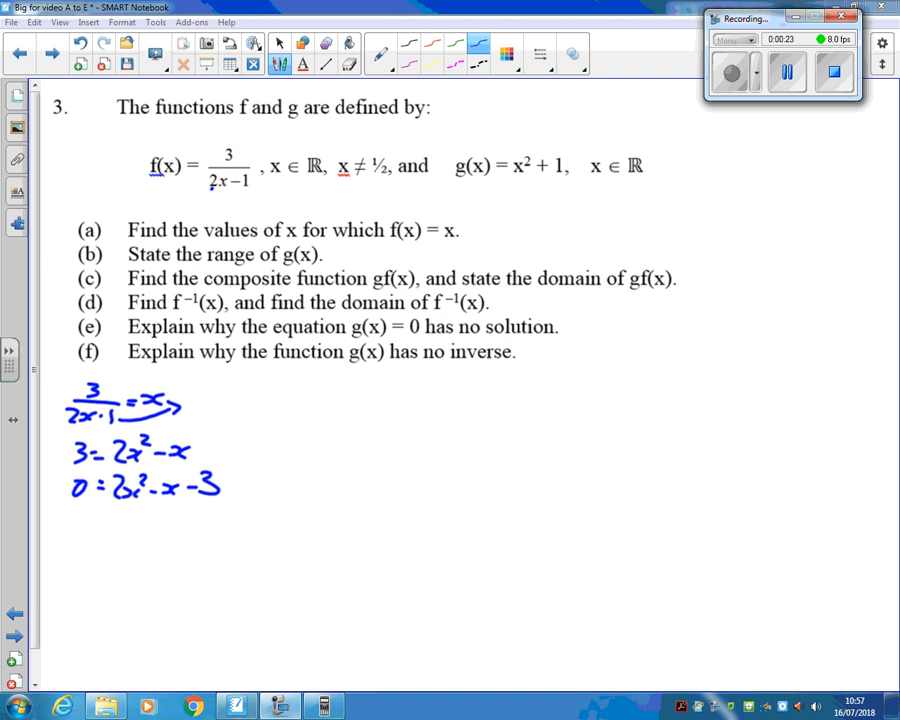 Big for video A to E * - SMART Notebook
File Edit View Insert Format Tools Add-ons Help
Recording...
Menu 0:00:23 8.0 fps
3. The functions f and g are defined by:
f(x) = 3 / 2x – 1 , x ∈ ℝ, x ≠ ½, and g(x) = x² + 1, x ∈ ℝ
(a) Find the values of x for which f(x) = x.
(b) State the range of g(x).
(c) Find the composite function gf(x), and state the domain of gf(x).
(d) Find f⁻¹(x), and find the domain of f⁻¹(x).
(e) Explain why the equation g(x) = 0 has no solution.
(f) Explain why the function g(x) has no inverse.
3 / 2x-1 = x
3 = 2x² - x
0 = 2x² - x - 3
10:57
16/07/2018